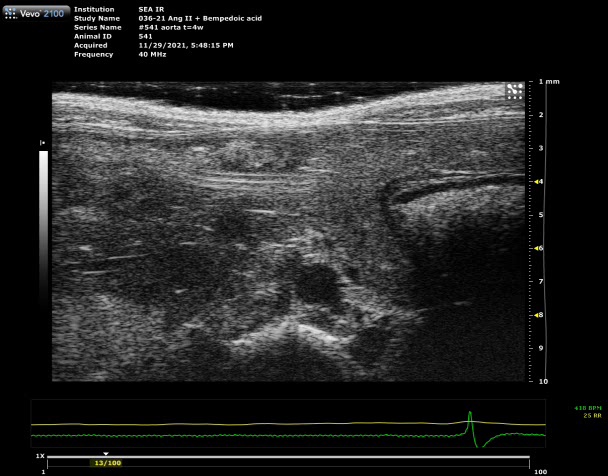 Vevo 2100
Institution SEA IR
Study Name 036-21 Ang II + Bempedoic acid
Series Name #541 aorta t=4w
Animal ID 541
Acquired 11/29/2021, 5:48:15 PM
Frequency 40 MHz
1 mm
2
3
4
5
6
7
8
9
10
418 BPM
25 RR
1X
13/100
1
100